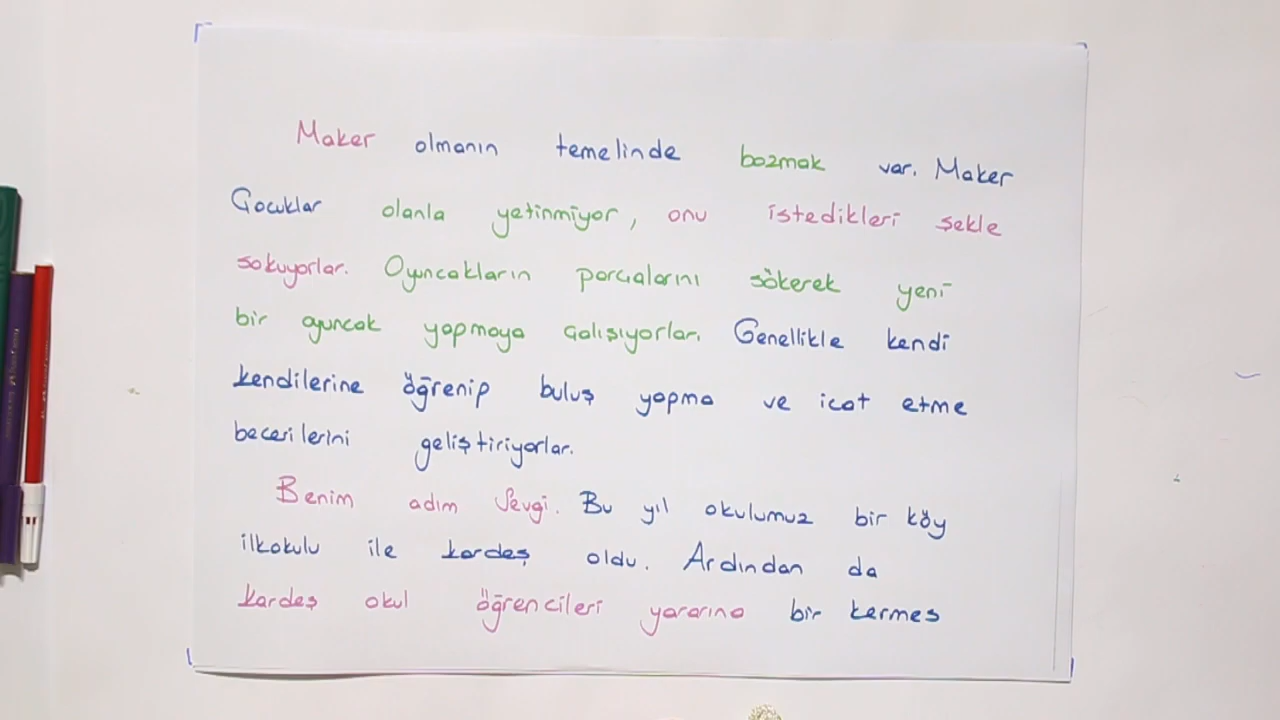 Maker olmanın temelinde bozmak var. Maker
Çocuklar olanla yetinmiyor, onu istedikleri şekle
sokuyorlar. Oyuncakların parçalarını sökerek yeni
bir oyuncak yapmaya çalışıyorlar. Genellikle kendi
kendilerine öğrenip buluş yapma ve icat etme
becerilerini geliştiriyorlar.
Benim adım Sevgi. Bu yıl okulumuz bir köy
ilkokulu ile kardeş oldu. Ardından da
kardeş okul öğrencileri yararına bir kermes